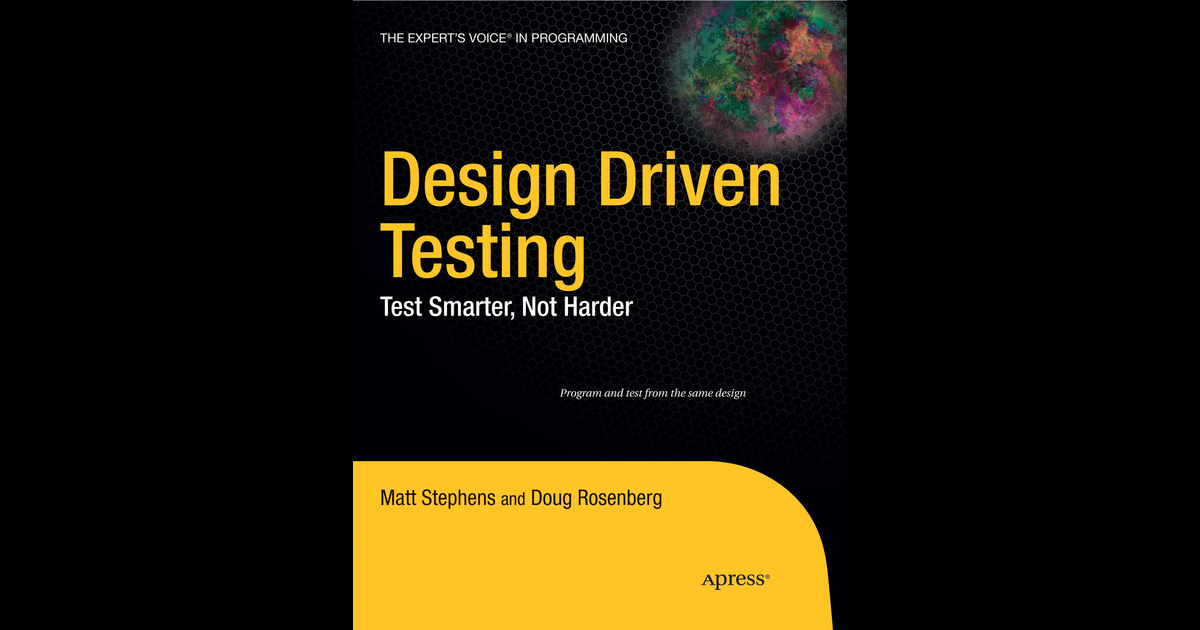 THE EXPERT'S VOICE® IN PROGRAMMING
Design Driven
Testing
Test Smarter, Not Harder
Program and test from the same design
Matt Stephens and Doug Rosenberg
Apress®